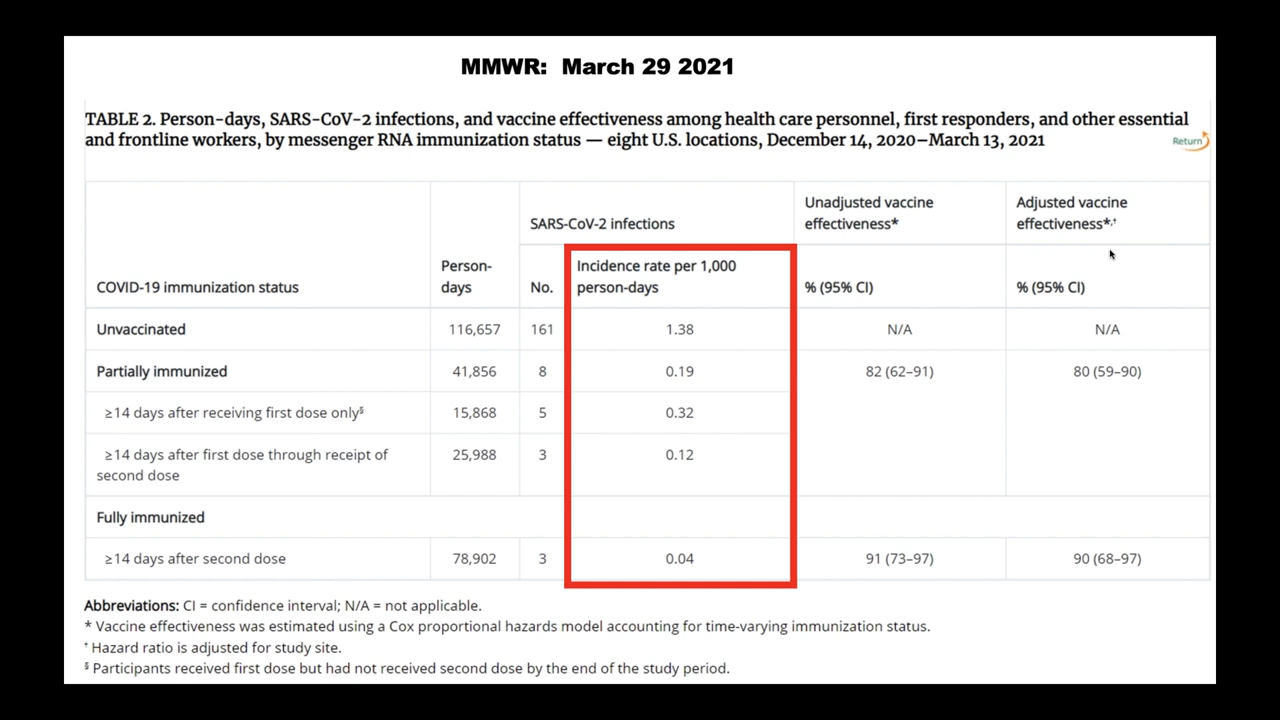 MMWR:  March 29 2021
TABLE 2. Person-days, SARS-CoV-2 infections, and vaccine effectiveness among health care personnel, first responders, and other essential
and frontline workers, by messenger RNA immunization status — eight U.S. locations, December 14, 2020–March 13, 2021
Return
COVID-19 immunization status
Person-
days
SARS-CoV-2 infections
No.
Incidence rate per 1,000
person-days
Unadjusted vaccine
effectiveness*
% (95% CI)
Adjusted vaccine
effectiveness*,†
% (95% CI)
Unvaccinated 116,657 161 1.38 N/A N/A
Partially immunized 41,856 8 0.19 82 (62–91) 80 (59–90)
≥14 days after receiving first dose only§ 15,868 5 0.32
≥14 days after first dose through receipt of 25,988 3 0.12
second dose
Fully immunized
≥14 days after second dose 78,902 3 0.04 91 (73–97) 90 (68–97)
Abbreviations: CI = confidence interval; N/A = not applicable.
* Vaccine effectiveness was estimated using a Cox proportional hazards model accounting for time-varying immunization status.
† Hazard ratio is adjusted for study site.
§ Participants received first dose but had not received second dose by the end of the study period.